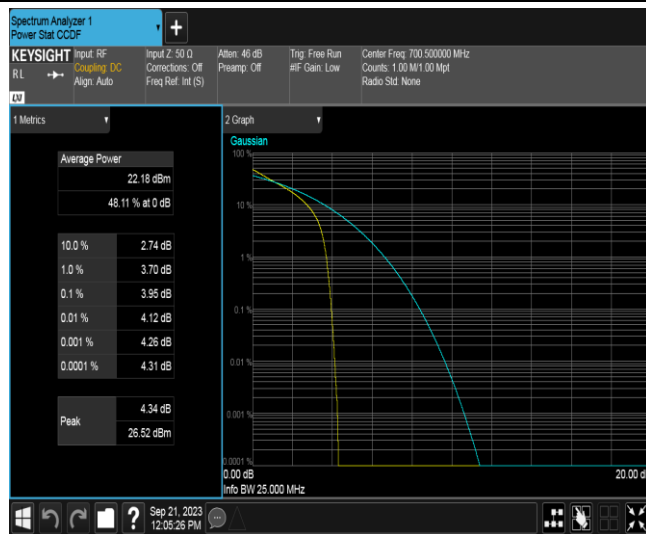 Spectrum Analyzer 1
Power Stat CCDF
+
KEYSIGHT
RL
LXI
Input: RF
Coupling: DC
Align: Auto
Input Z: 50 Ω
Corrections: Off
Freq Ref: Int (S)
Atten: 46 dB
Preamp: Off
Trig: Free Run
#IF Gain: Low
Center Freq: 700.500000 MHz
Counts: 1.00 M/1.00 Mpt
Radio Std: None
1 Metrics
Average Power
22.18 dBm
48.11 % at 0 dB
10.0 % 2.74 dB
1.0 % 3.70 dB
0.1 % 3.95 dB
0.01 % 4.12 dB
0.001 % 4.26 dB
0.0001 % 4.31 dB
Peak
4.34 dB
26.52 dBm
2 Graph
Gaussian
100 %
10 %
1 %
0.1 %
0.01 %
0.001 %
0.0001 %
0.00 dB
20.00 d
Info BW 25.000 MHz
?
Sep 21, 2023
12:05:26 PM